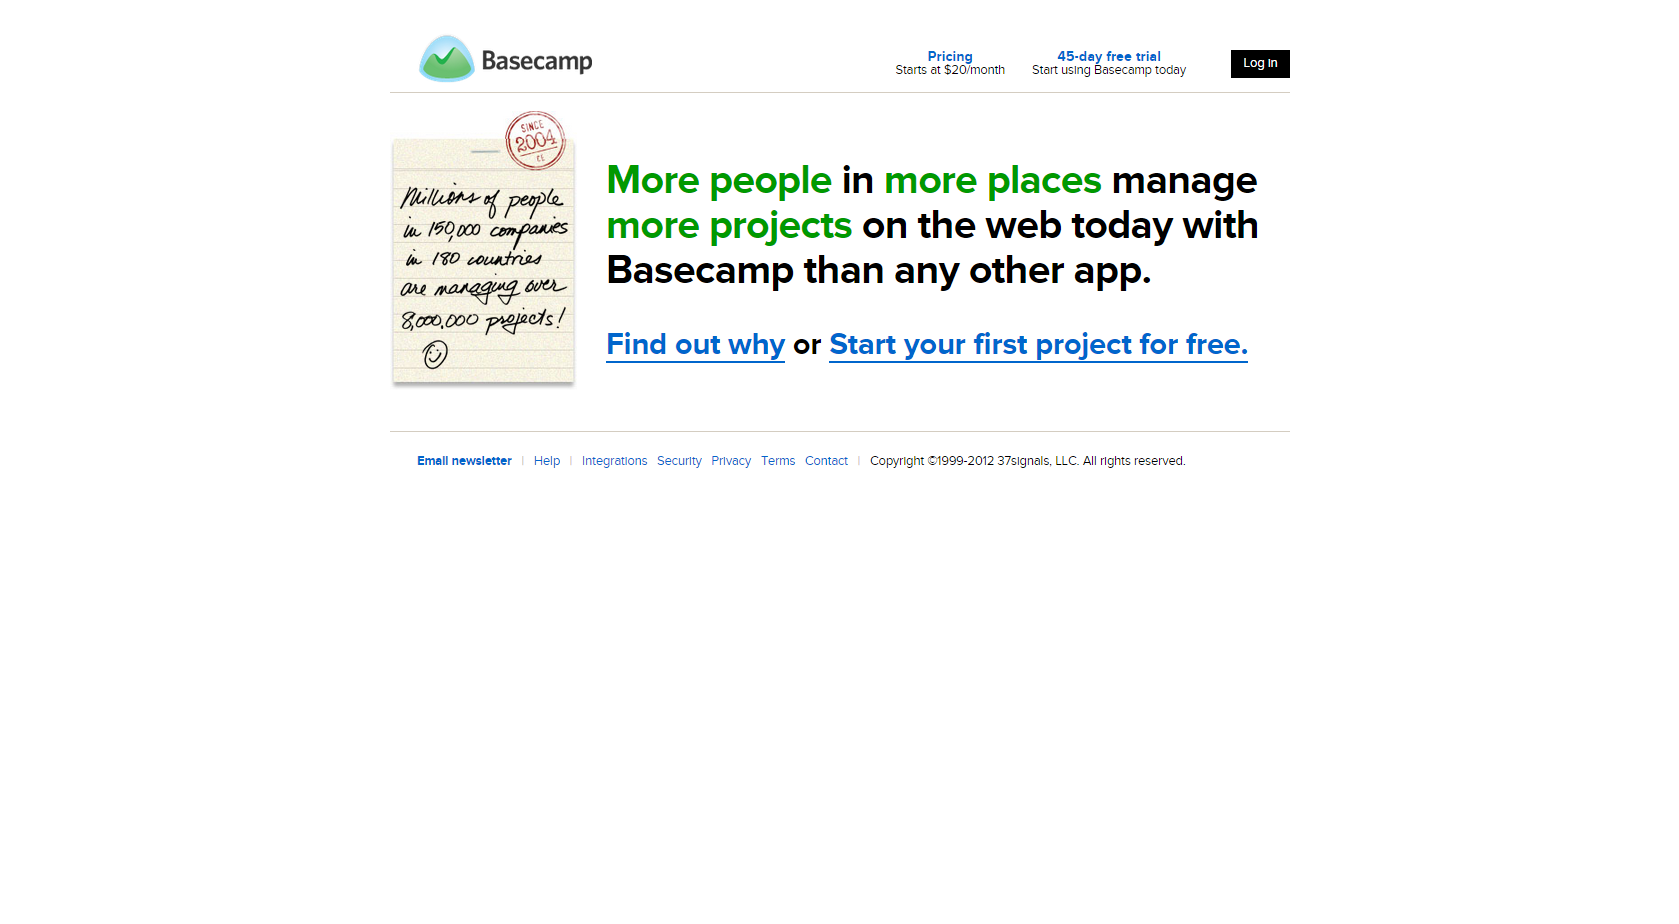 Basecamp
Pricing
Starts at $20/month
45-day free trial
Start using Basecamp today
Log in
SINCE
2004
CE
Millions of people
in 150,000 companies
in 180 countries
are managing over
8,000,000 projects!
More people in more places manage
more projects on the web today with
Basecamp than any other app.
Find out why or Start your first project for free.
Email newsletter | Help | Integrations Security Privacy Terms Contact | Copyright ©1999-2012 37signals, LLC. All rights reserved.